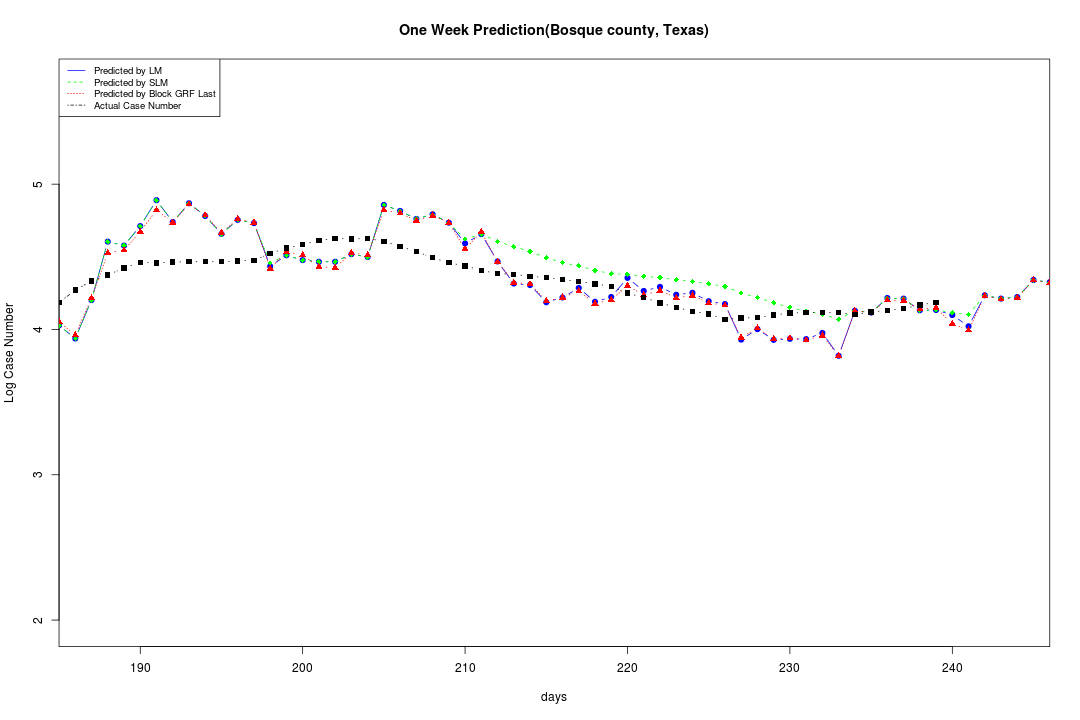 One Week Prediction(Bosque county, Texas)
Predicted by LM
Predicted by SLM
Predicted by Block GRF Last
Actual Case Number
5
4
3
2
Log Case Number
190 200 210 220 230 240
days